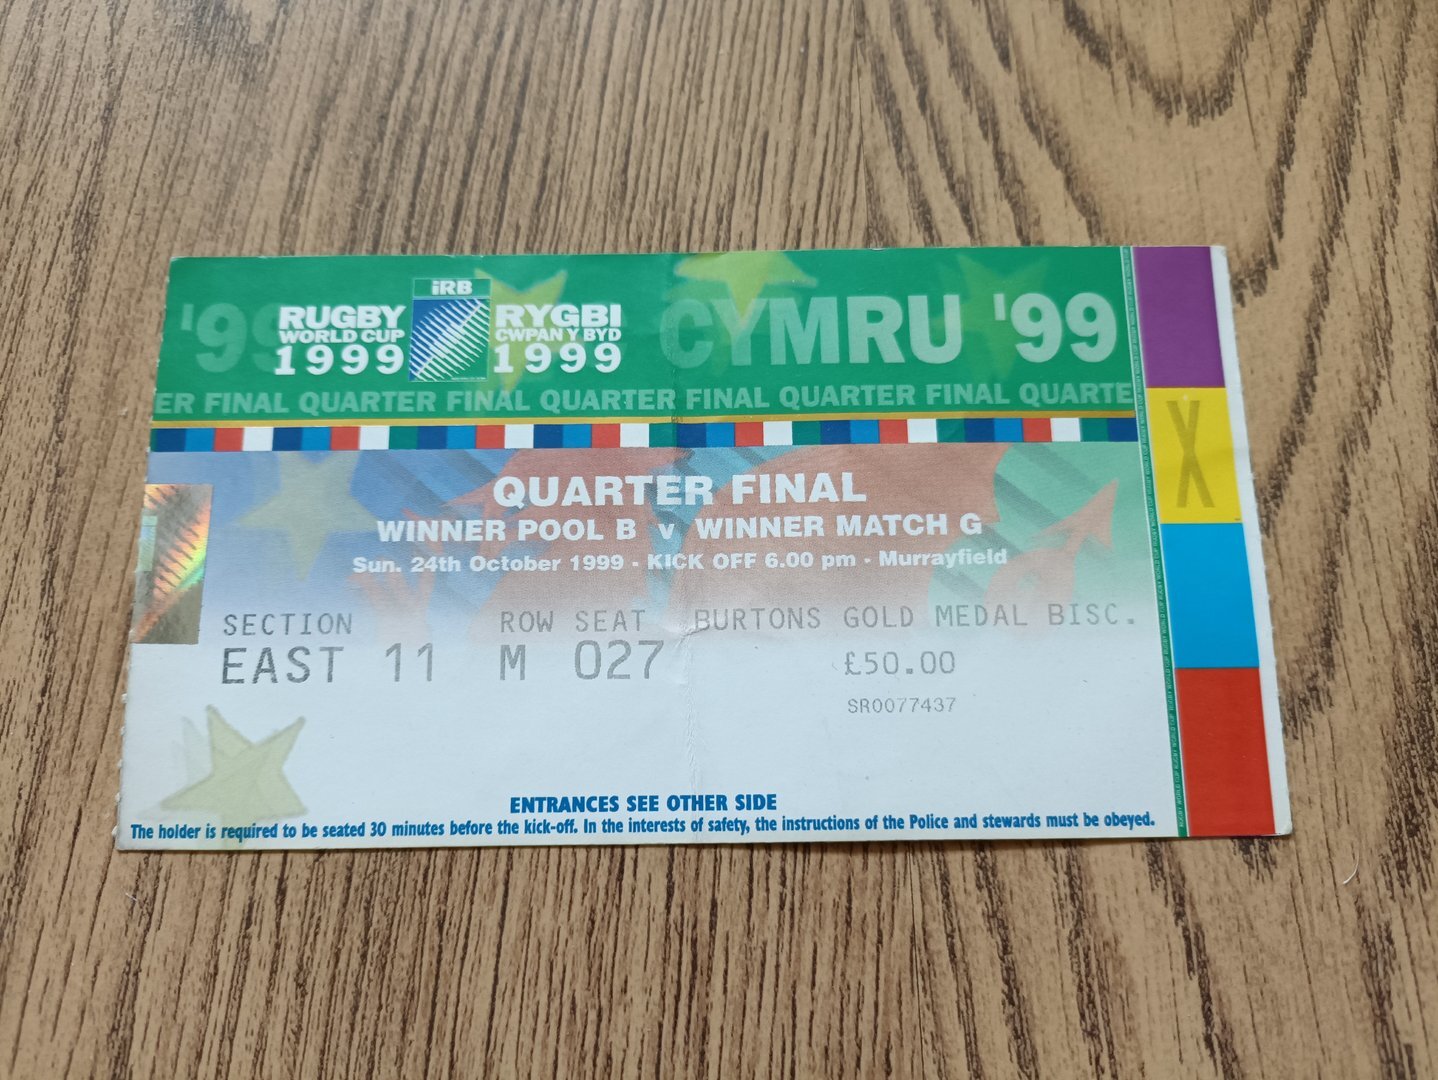 '99
RUGBY
WORLD CUP
1999
iRB
RYGBI
CWPAN Y BYD
1999
CYMRU '99
ER FINAL QUARTER FINAL QUARTER FINAL QUARTER FINAL QUARTE
X
QUARTER FINAL
WINNER POOL B v WINNER MATCH G
Sun. 24th October 1999 - KICK OFF 6.00 pm - Murrayfield
SECTION ROW SEAT BURTONS GOLD MEDAL BISC.
EAST 11 M 027 £50.00
SR0077437
ENTRANCES SEE OTHER SIDE
The holder is required to be seated 30 minutes before the kick-off. In the interests of safety, the instructions of the Police and stewards must be obeyed.